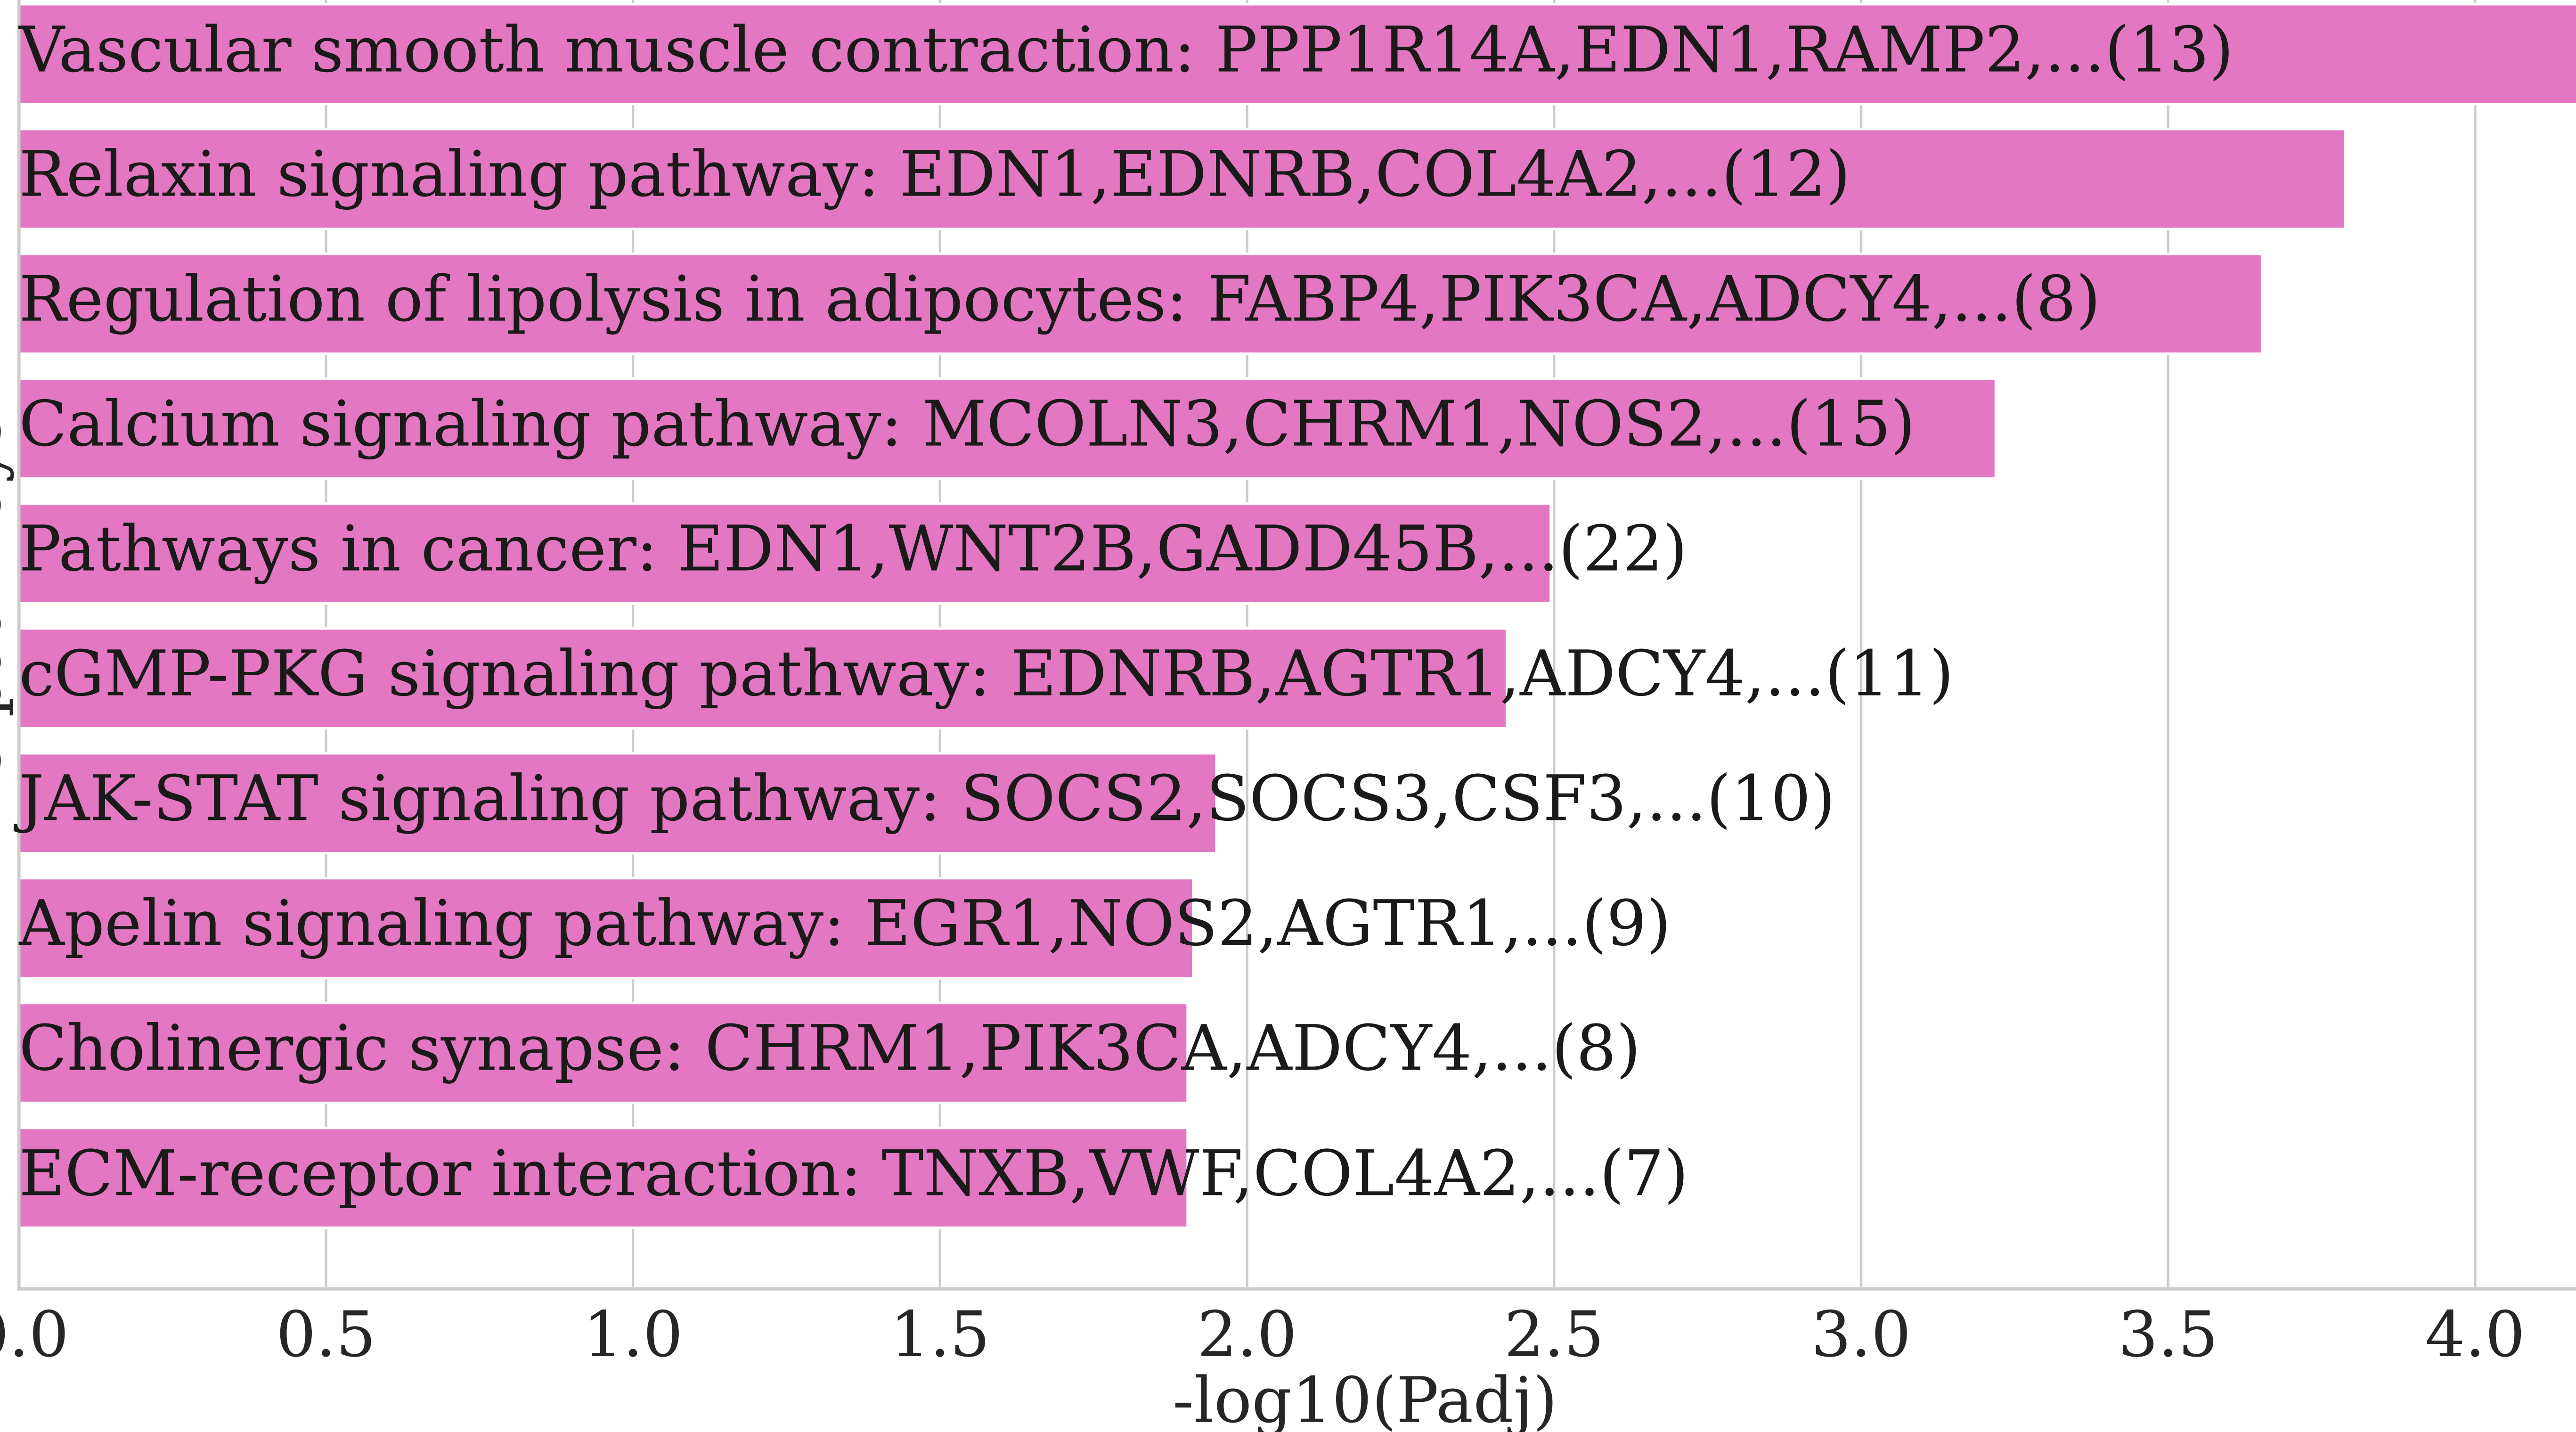 Vascular smooth muscle contraction: PPP1R14A,EDN1,RAMP2,...(13)
Relaxin signaling pathway: EDN1,EDNRB,COL4A2,...(12)
Regulation of lipolysis in adipocytes: FABP4,PIK3CA,ADCY4,...(8)
Calcium signaling pathway: MCOLN3,CHRM1,NOS2,...(15)
Pathways in cancer: EDN1,WNT2B,GADD45B,...(22)
cGMP-PKG signaling pathway: EDNRB,AGTR1,ADCY4,...(11)
JAK-STAT signaling pathway: SOCS2,SOCS3,CSF3,...(10)
Apelin signaling pathway: EGR1,NOS2,AGTR1,...(9)
Cholinergic synapse: CHRM1,PIK3CA,ADCY4,...(8)
ECM-receptor interaction: TNXB,VWF,COL4A2,...(7)
0.0 0.5 1.0 1.5 2.0 2.5 3.0 3.5 4.0
-log10(Padj)